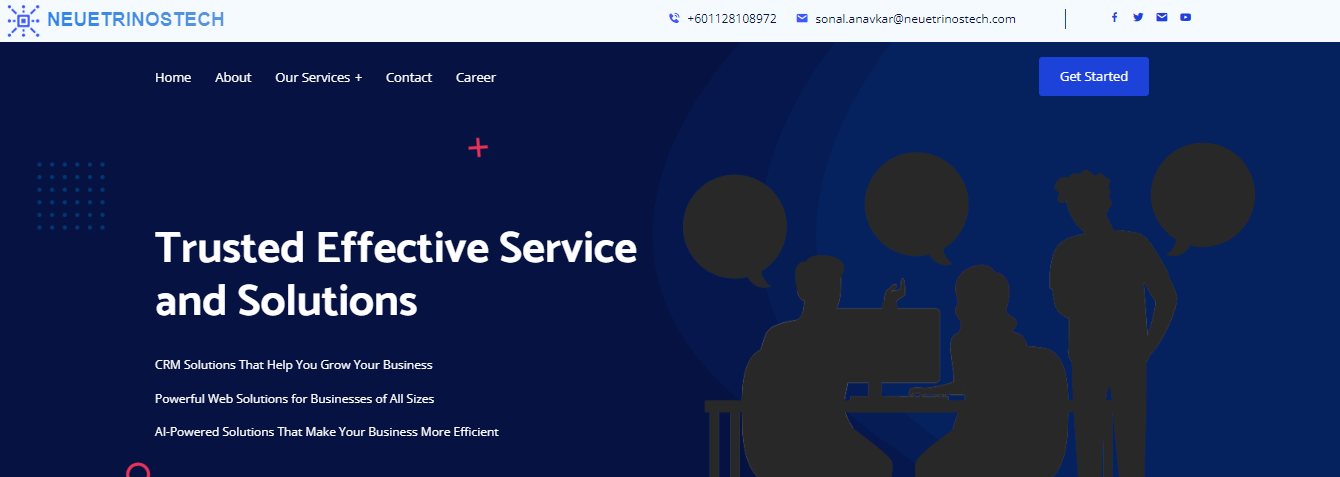 NEUETRINOSTECH
+601128108972
sonal.anavkar@neuetrinostech.com
Home About Our Services + Contact Career
Get Started
Trusted Effective Service
and Solutions
CRM Solutions That Help You Grow Your Business
Powerful Web Solutions for Businesses of All Sizes
AI-Powered Solutions That Make Your Business More Efficient